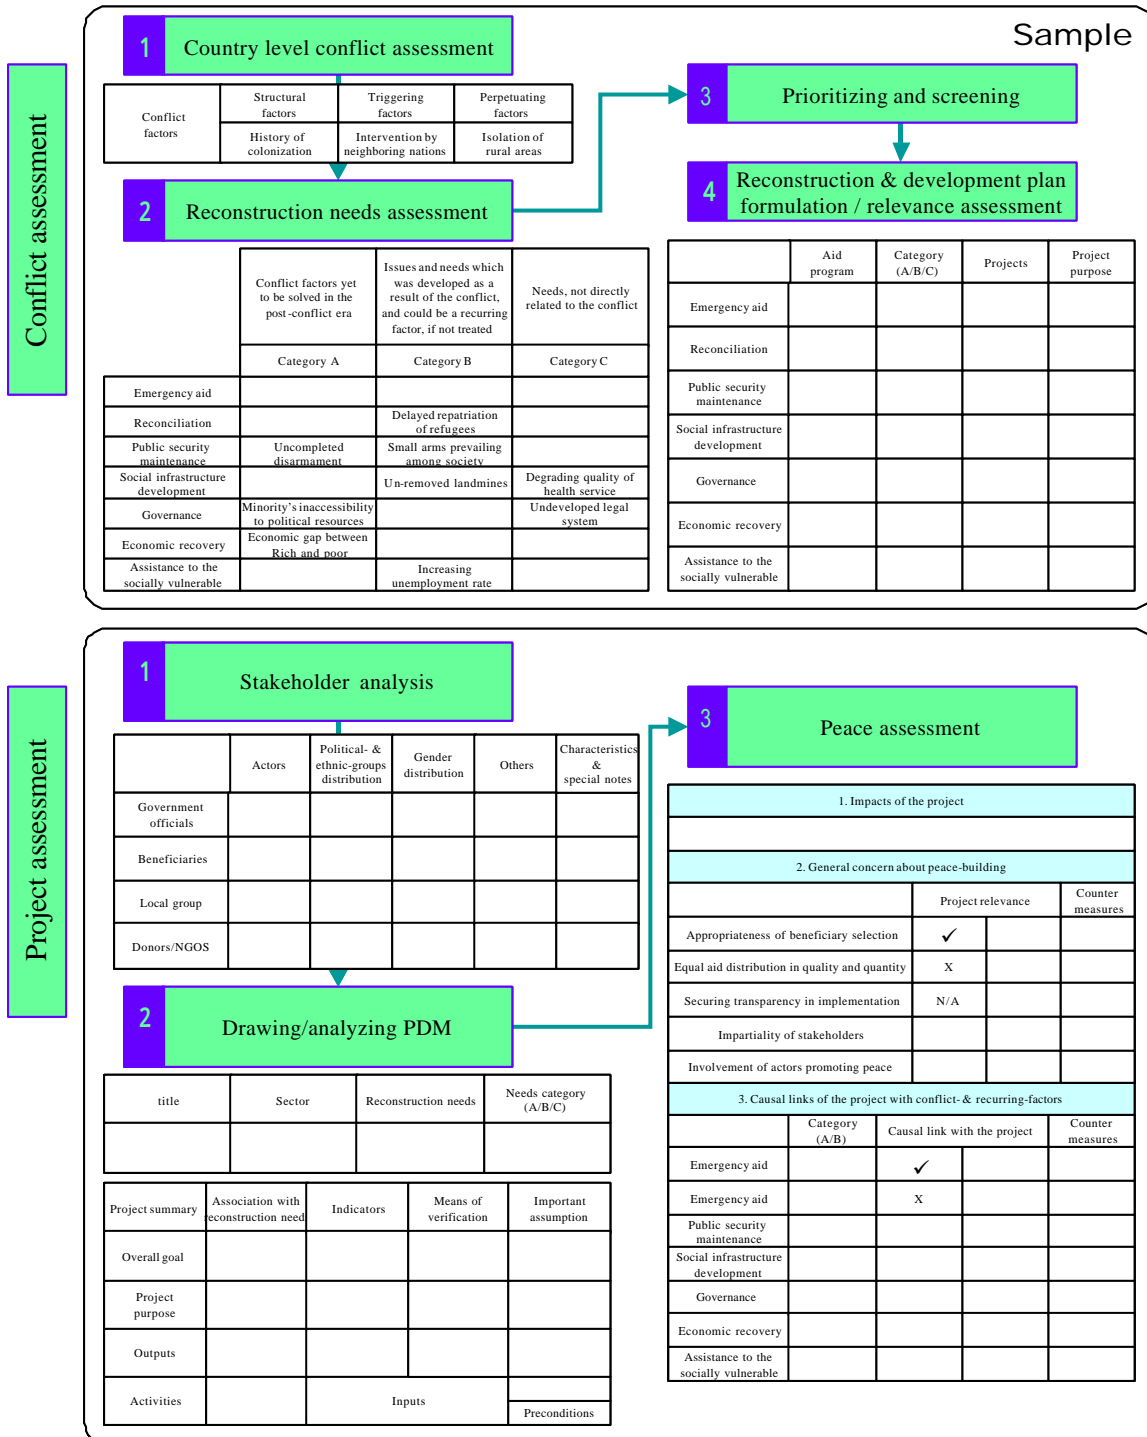 Sample
Conflict assessment
1
Country level conflict assessment
Conflict
factors
Structural
factors
Triggering
factors
Perpetuating
factors
History of
colonization
Intervention by
neighboring nations
Isolation of
rural areas
2
Reconstruction needs assessment
Conflict factors yet
to be solved in the
post-conflict era
Issues and needs which
was developed as a
result of the conflict,
and could be a recurring
factor, if not treated
Needs, not directly
related to the conflict
Category A
Category B
Category C
Emergency aid
Reconciliation
Delayed repatriation
of refugees
Public security
maintenance
Uncompleted
disarmament
Small arms prevailing
among society
Social infrastructure
development
Un-removed landmines
Degrading quality of
health service
Governance
Minority's inaccessibility
to political resources
Undeveloped legal
system
Economic recovery
Economic gap between
Rich and poor
Assistance to the
socially vulnerable
Increasing
unemployment rate
3
Prioritizing and screening
4
Reconstruction & development plan
formulation / relevance assessment
Aid
program
Category
(A/B/C)
Projects
Project
purpose
Emergency aid
Reconciliation
Public security
maintenance
Social infrastructure
development
Governance
Economic recovery
Assistance to the
socially vulnerable
Project assessment
1
Stakeholder analysis
Actors
Political- &
ethnic-groups
distribution
Gender
distribution
Others
Characteristics
&
special notes
Government
officials
Beneficiaries
Local group
Donors/NGOS
2
Drawing/analyzing PDM
title
Sector
Reconstruction needs
Needs category
(A/B/C)
Project summary
Association with
reconstruction need
Indicators
Means of
verification
Important
assumption
Overall goal
Project
purpose
Outputs
Activities
Inputs
Preconditions
3
Peace assessment
1. Impacts of the project
2. General concern about peace-building
Project relevance
Counter
measures
Appropriateness of beneficiary selection
✓
Equal aid distribution in quality and quantity
X
Securing transparency in implementation
N/A
Impartiality of stakeholders
Involvement of actors promoting peace
3. Causal links of the project with conflict- & recurring-factors
Category
(A/B)
Causal link with the project
Counter
measures
Emergency aid
✓
Emergency aid
X
Public security
maintenance
Social infrastructure
development
Governance
Economic recovery
Assistance to the
socially vulnerable